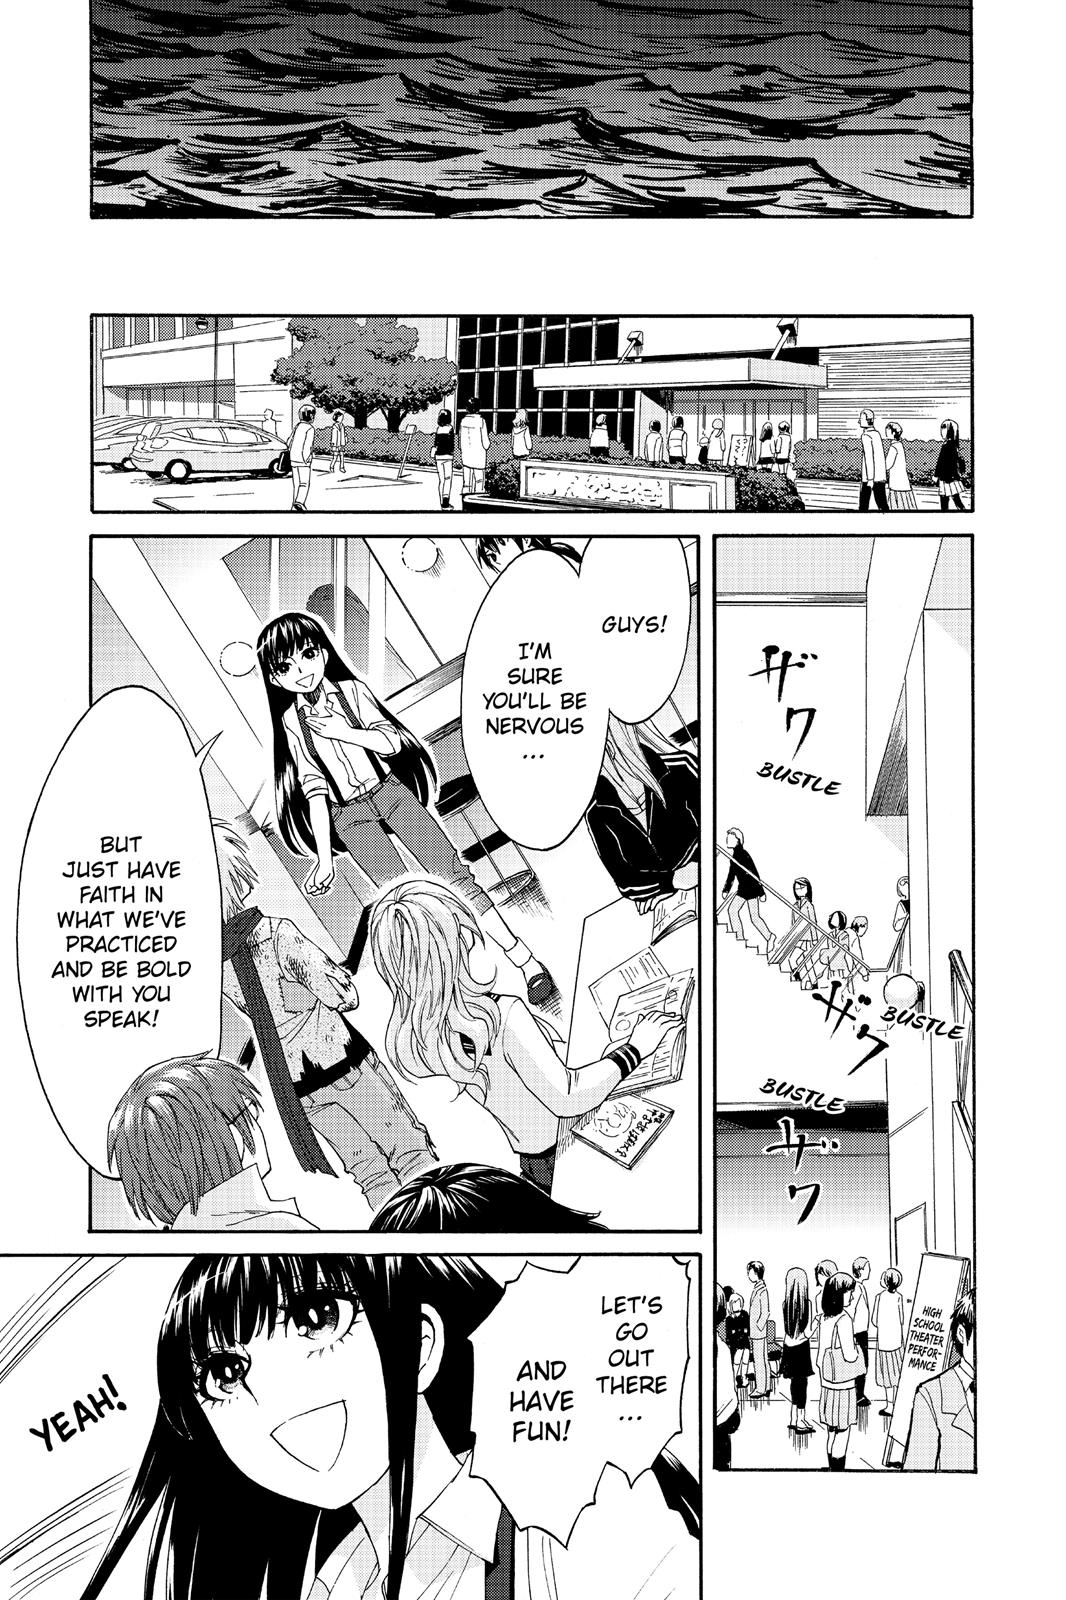 ザワ
BUSTLE
ザワ
BUSTLE
BUSTLE
ザワ
HIGH
SCHOOL
THEATER
PERFOR-
MANCE
GUYS!
I'M
SURE
YOU'LL BE
NERVOUS
...
BUT
JUST HAVE
FAITH IN
WHAT WE'VE
PRACTICED
AND BE BOLD
WITH YOU
SPEAK!
LET'S
GO
OUT
THERE
...
AND
HAVE
FUN!
YEAH!